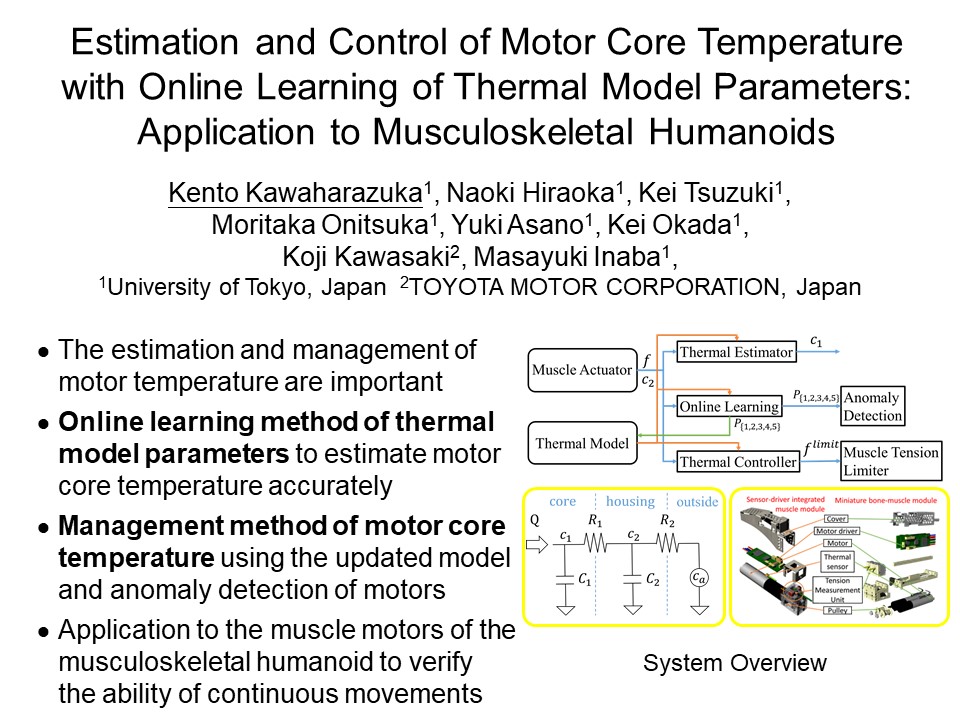 Estimation and Control of Motor Core Temperature
with Online Learning of Thermal Model Parameters:
Application to Musculoskeletal Humanoids
Kento Kawaharazuka1, Naoki Hiraoka1, Kei Tsuzuki1,
Moritaka Onitsuka1, Yuki Asano1, Kei Okada1,
Koji Kawasaki2, Masayuki Inaba1,
1University of Tokyo, Japan 2TOYOTA MOTOR CORPORATION, Japan
● The estimation and management of
motor temperature are important
● Online learning method of thermal
model parameters to estimate motor
core temperature accurately
● Management method of motor core
temperature using the updated model
and anomaly detection of motors
● Application to the muscle motors of the
musculoskeletal humanoid to verify
the ability of continuous movements
Muscle Actuator
f
c2
Thermal Estimator
c1
Online Learning
P{1,2,3,4,5}
Anomaly
Detection
P{1,2,3,4,5}
Thermal Model
Thermal Controller
f limit
Muscle Tension
Limiter
core housing outside
Q
c1 R1 c2 R2
C1 C2 ca
Sensor-driver integrated
muscle module
Miniature bone-muscle module
Cover
Motor driver
Motor
Thermal
sensor
Tension
Measurement
Unit
Pulley
System Overview